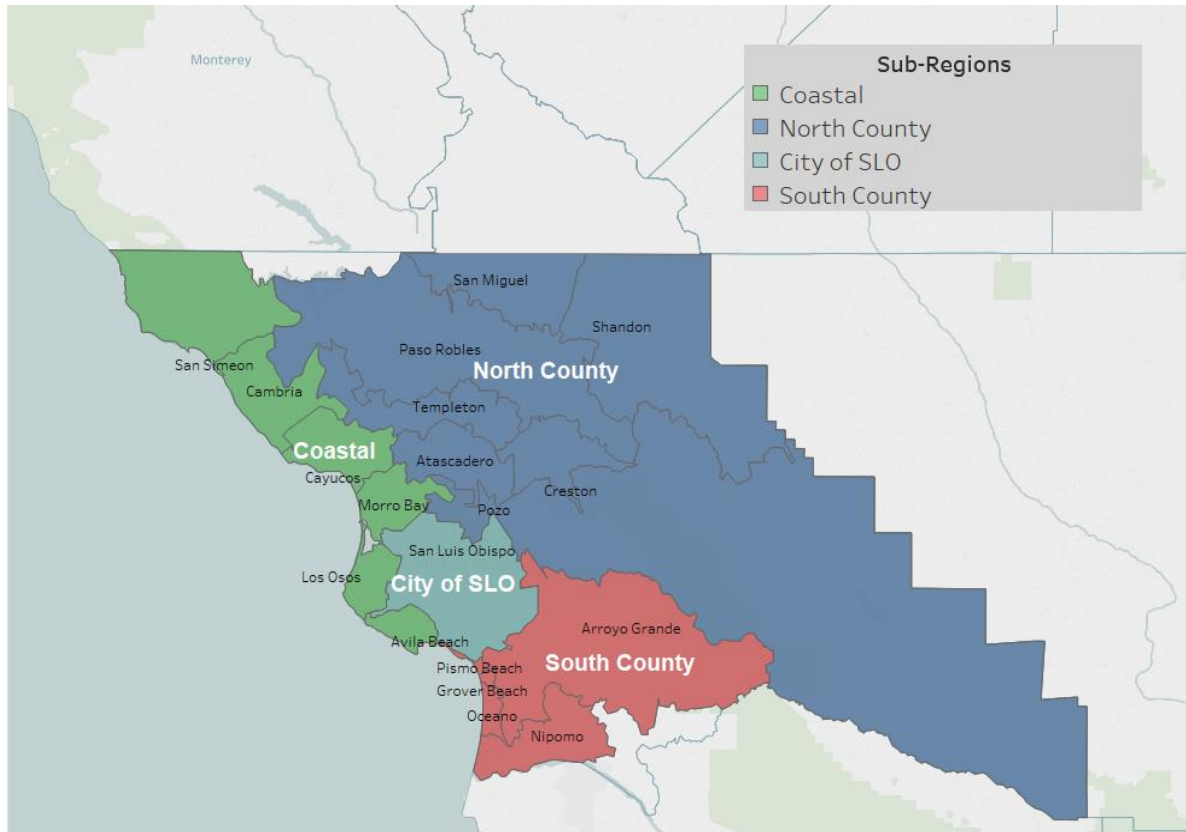 Monterey
Sub-Regions
Coastal
North County
City of SLO
South County
San Miguel
Shandon
Paso Robles
San Simeon
North County
Cambria
Templeton
Coastal
Atascadero
Cayucos
Creston
Morro Bay
Pozo
San Luis Obispo
Los Osos
City of SLO
Arroyo Grande
Avila Beach
South County
Pismo Beach
Grover Beach
Oceano
Nipomo